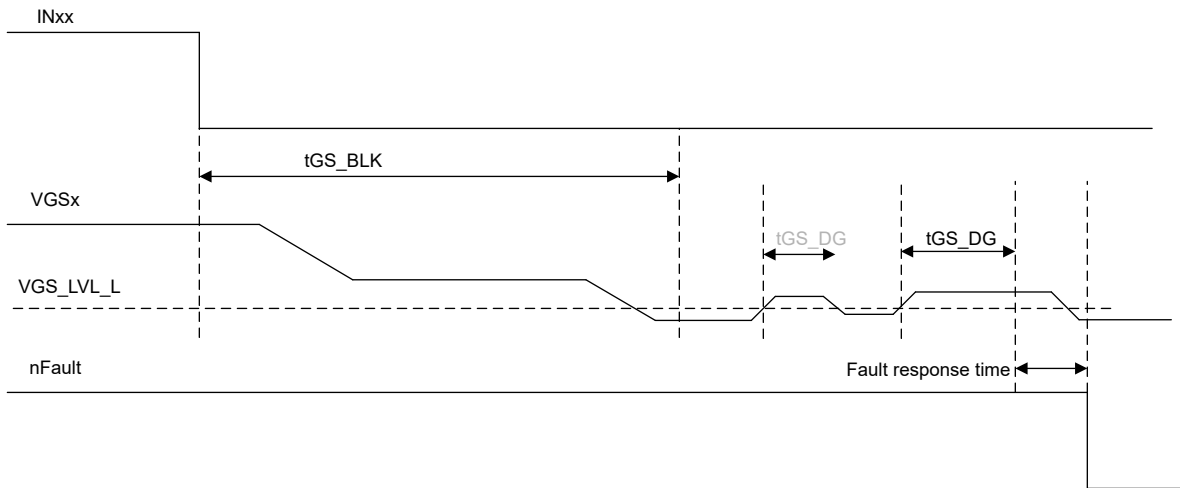 INxx
tGS_BLK
VGSx
tGS_DG
tGS_DG
VGS_LVL_L
nFault
Fault response time